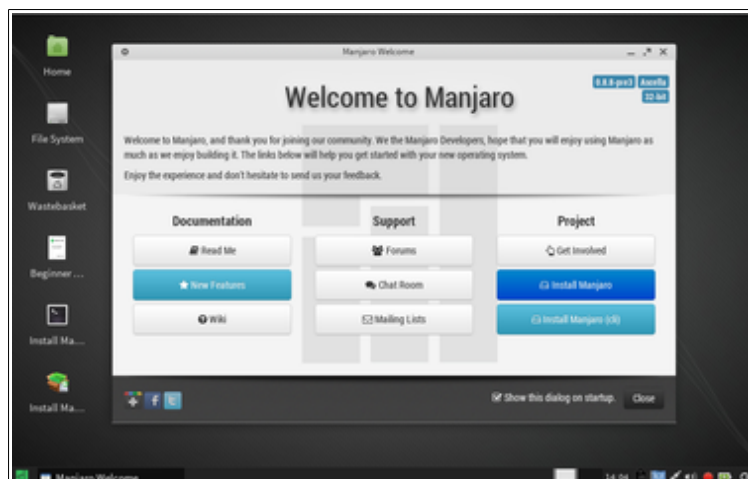 Home
File System
Wastebasket
Beginner ...
Install Ma...
Install Ma...
Manjaro Welcome
Welcome to Manjaro
0.8.8-pre3 Ascella
32-bit
Welcome to Manjaro, and thank you for joining our community. We the Manjaro Developers, hope that you will enjoy using Manjaro as
much as we enjoy building it. The links below will help you get started with your new operating system.
Enjoy the experience and don't hesitate to send us your feedback.
Documentation
Read Me
New Features
Wiki
Support
Forums
Chat Room
Mailing Lists
Project
Get Involved
Install Manjaro
Install Manjaro (cli)
Show this dialog on startup.
Close
Manjaro Welcome